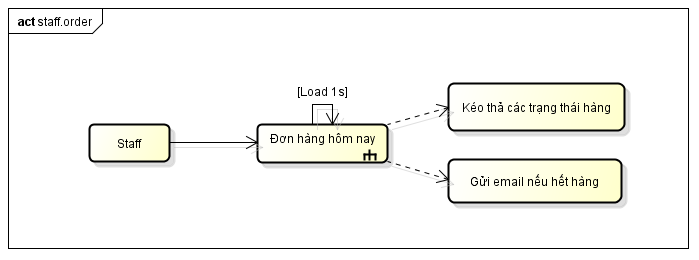 act staff.order
[Load 1s]
Staff
Đơn hàng hôm nay
Kéo thả các trạng thái hàng
Gửi email nếu hết hàng